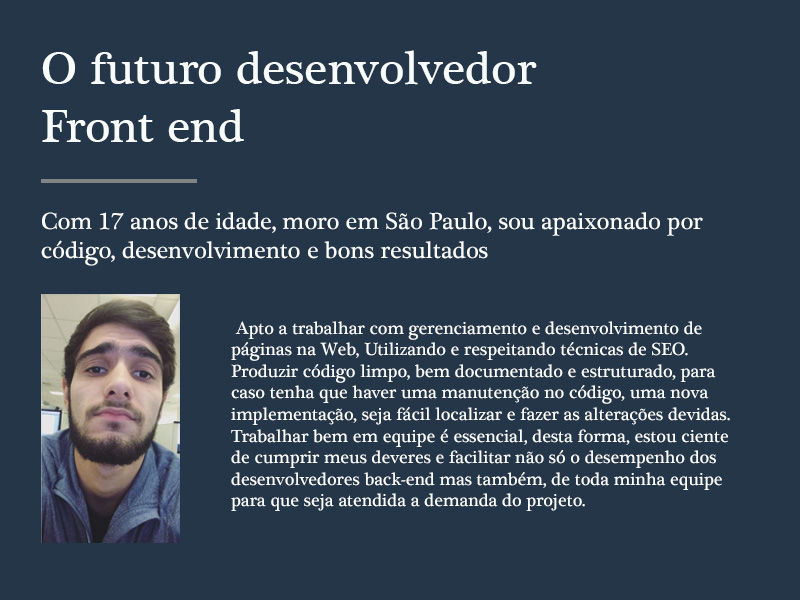 O futuro desenvolvedor
Front end
Com 17 anos de idade, moro em São Paulo, sou apaixonado por
código, desenvolvimento e bons resultados
Apto a trabalhar com gerenciamento e desenvolvimento de
páginas na Web, Utilizando e respeitando técnicas de SEO.
Produzir código limpo, bem documentado e estruturado, para
caso tenha que haver uma manutenção no código, uma nova
implementação, seja fácil localizar e fazer as alterações devidas.
Trabalhar bem em equipe é essencial, desta forma, estou ciente
de cumprir meus deveres e facilitar não só o desempenho dos
desenvolvedores back-end mas também, de toda minha equipe
para que seja atendida a demanda do projeto.